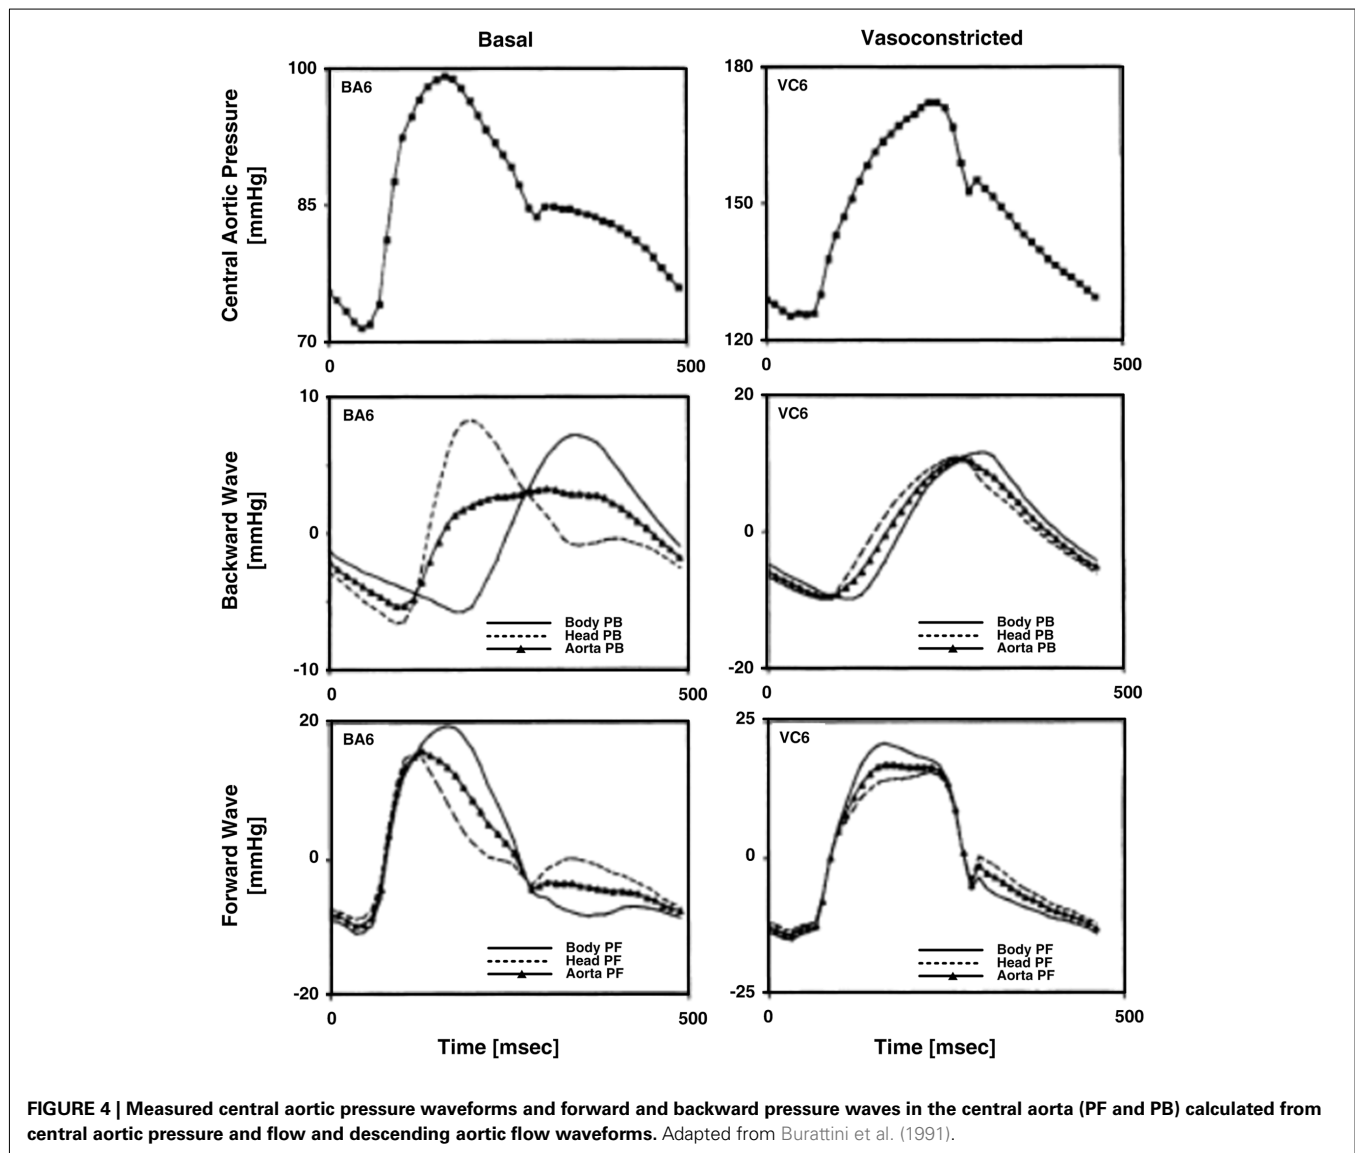 Basal
Vasoconstricted
Central Aortic Pressure
[mmHg]
100
85
70
BA6
0
500
180
150
120
VC6
0
500
Backward Wave
[mmHg]
10
0
-10
BA6
Body PB
Head PB
Aorta PB
0
500
20
0
-20
VC6
Body PB
Head PB
Aorta PB
0
500
Forward Wave
[mmHg]
20
0
-20
BA6
Body PF
Head PF
Aorta PF
0
500
Time [msec]
25
0
-25
VC6
Body PF
Head PF
Aorta PF
0
500
Time [msec]
FIGURE 4 | Measured central aortic pressure waveforms and forward and backward pressure waves in the central aorta (PF and PB) calculated from
central aortic pressure and flow and descending aortic flow waveforms. Adapted from Burattini et al. (1991).